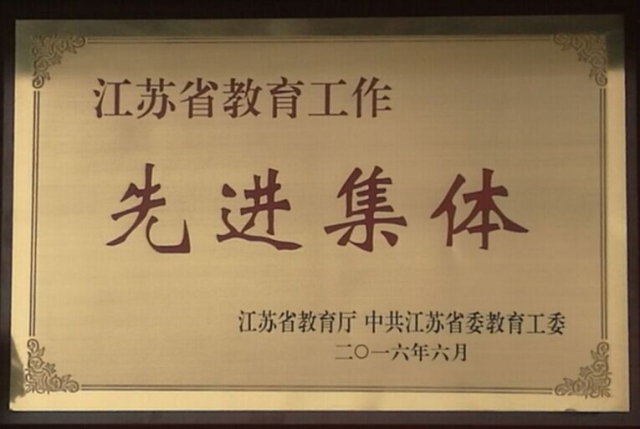 江苏省教育工作
先进集体
江苏省教育厅 中共江苏省委教育工委
二〇一六年六月